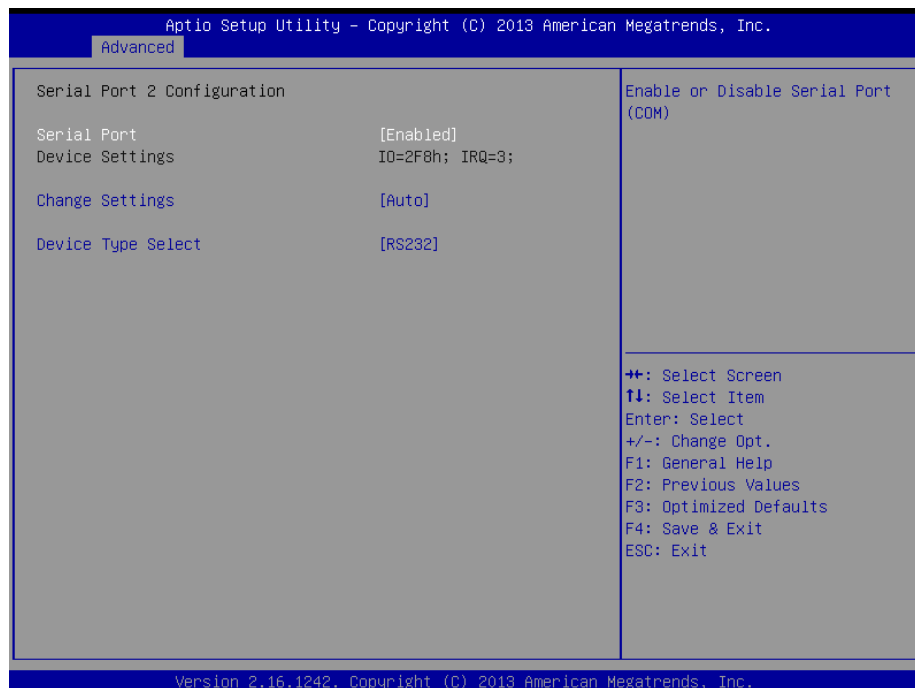 Aptio Setup Utility – Copyright (C) 2013 American Megatrends, Inc.
Advanced
Serial Port 2 Configuration
Serial Port [Enabled]
Device Settings IO=2F8h; IRQ=3;
Change Settings [Auto]
Device Type Select [RS232]
Enable or Disable Serial Port
(COM)
→←: Select Screen
↑↓: Select Item
Enter: Select
+/-: Change Opt.
F1: General Help
F2: Previous Values
F3: Optimized Defaults
F4: Save & Exit
ESC: Exit
Version 2.16.1242. Copyright (C) 2013 American Megatrends, Inc.